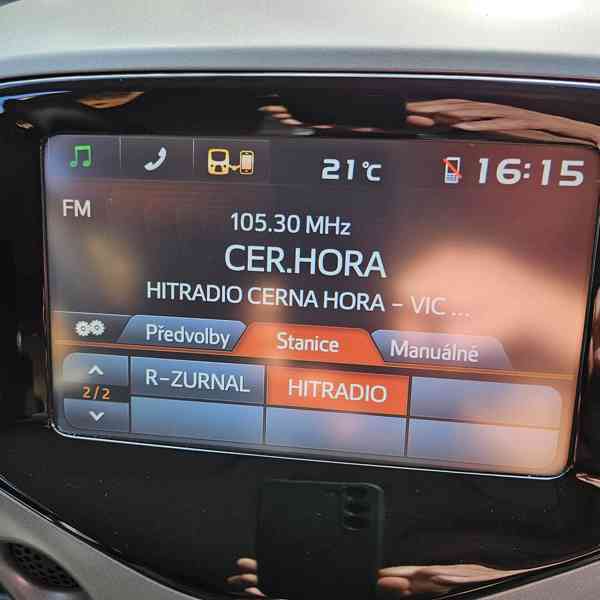 21°C 16:15
FM
105.30 MHz
CER.HORA
HITRADIO CERNA HORA - VIC ...
Předvolby Stanice Manuálné
2/2 R-ZURNAL HITRADIO